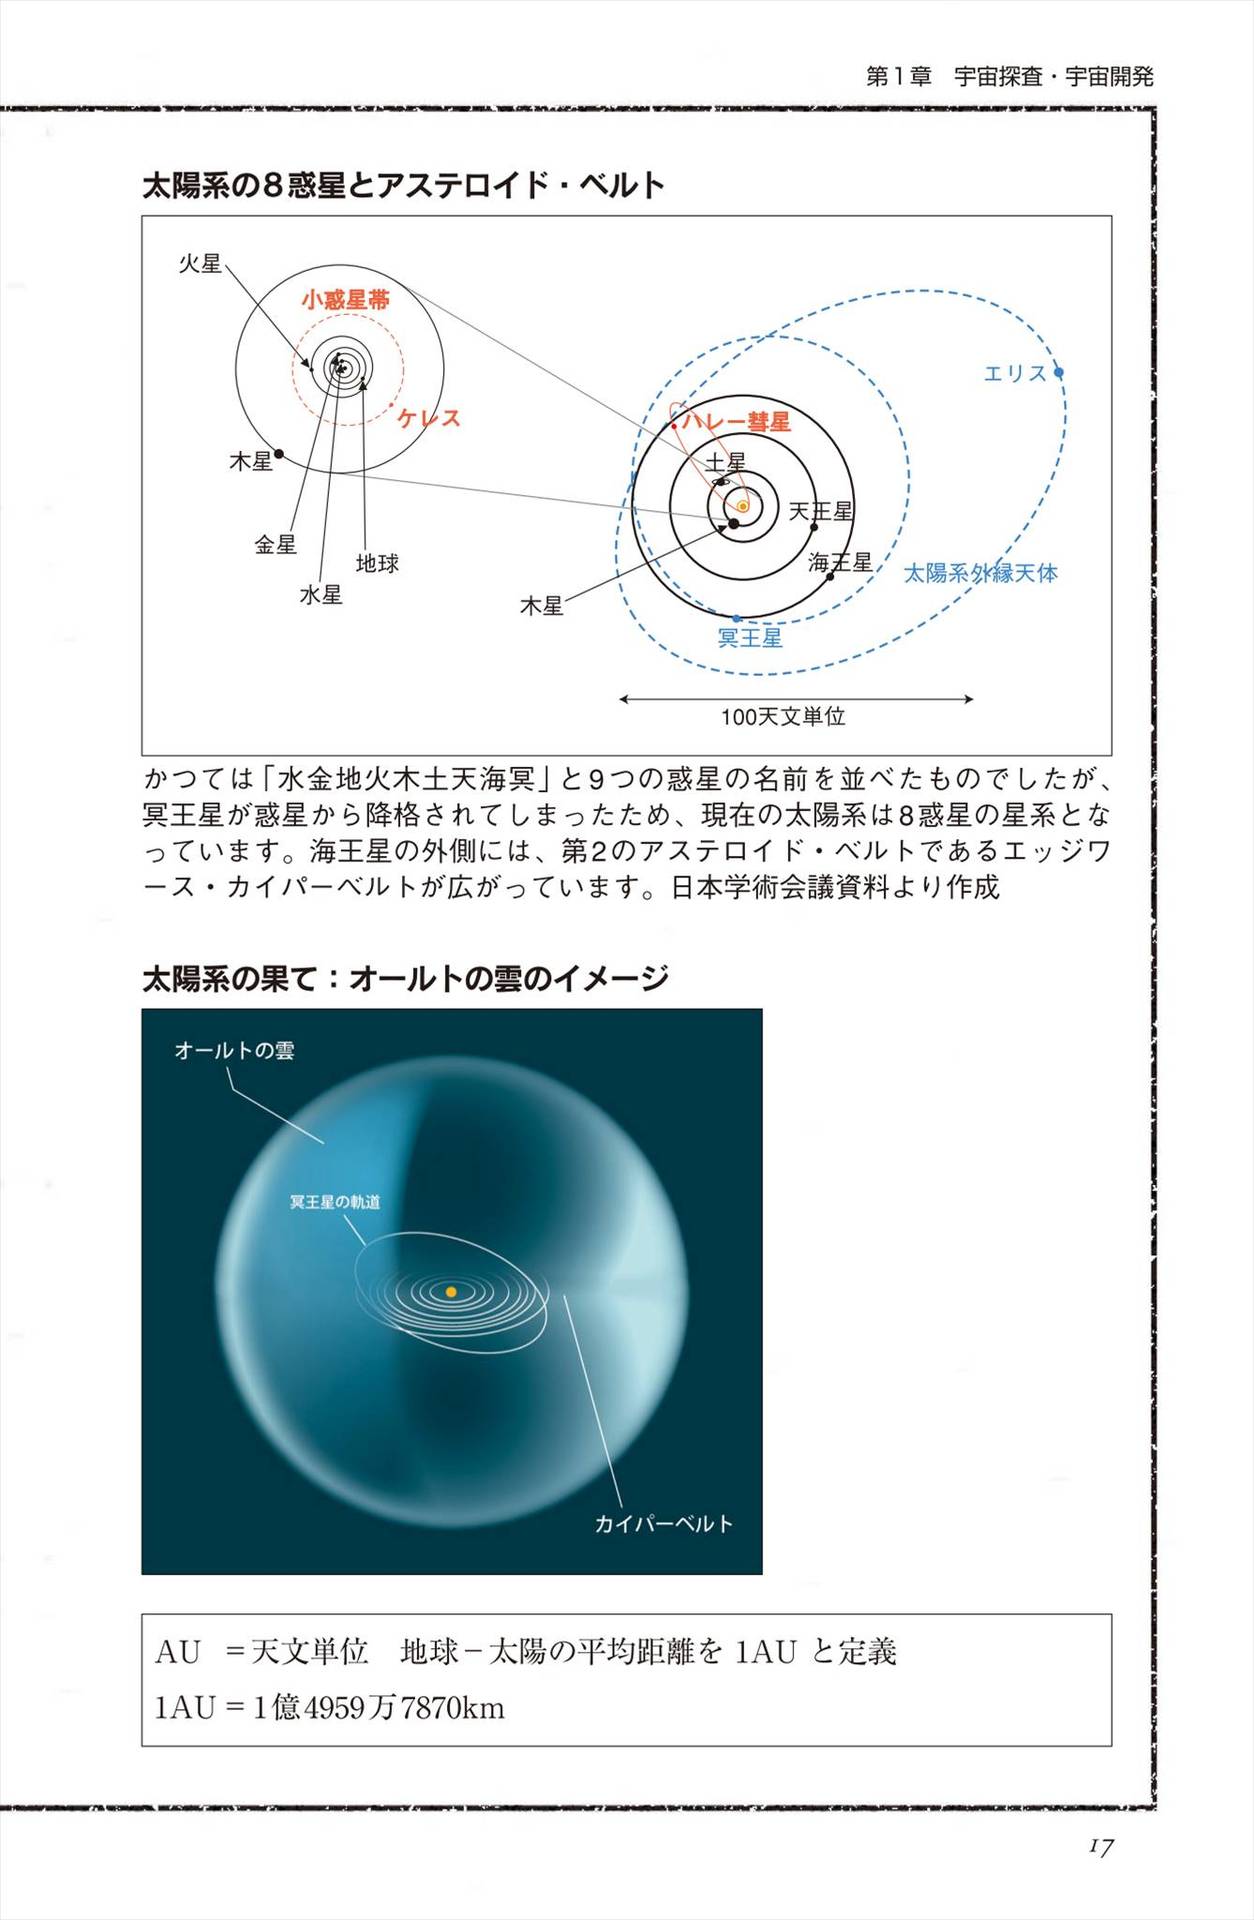 第1章　宇宙探査・宇宙開発
太陽系の8惑星とアステロイド・ベルト
火星
小惑星帯
ケレス
木星
金星
地球
水星
エリス
ハレー彗星
土星
天王星
海王星
太陽系外縁天体
木星
冥王星
100天文単位
かつては「水金地火木土天海冥」と9つの惑星の名前を並べたものでしたが、
冥王星が惑星から降格されてしまったため、現在の太陽系は8惑星の星系とな
っています。海王星の外側には、第2のアステロイド・ベルトであるエッジワ
ース・カイパーベルトが広がっています。日本学術会議資料より作成
太陽系の果て：オールトの雲のイメージ
オールトの雲
冥王星の軌道
カイパーベルト
AU　＝天文単位　地球－太陽の平均距離を 1AU と定義
1AU＝1億4959万7870km
17